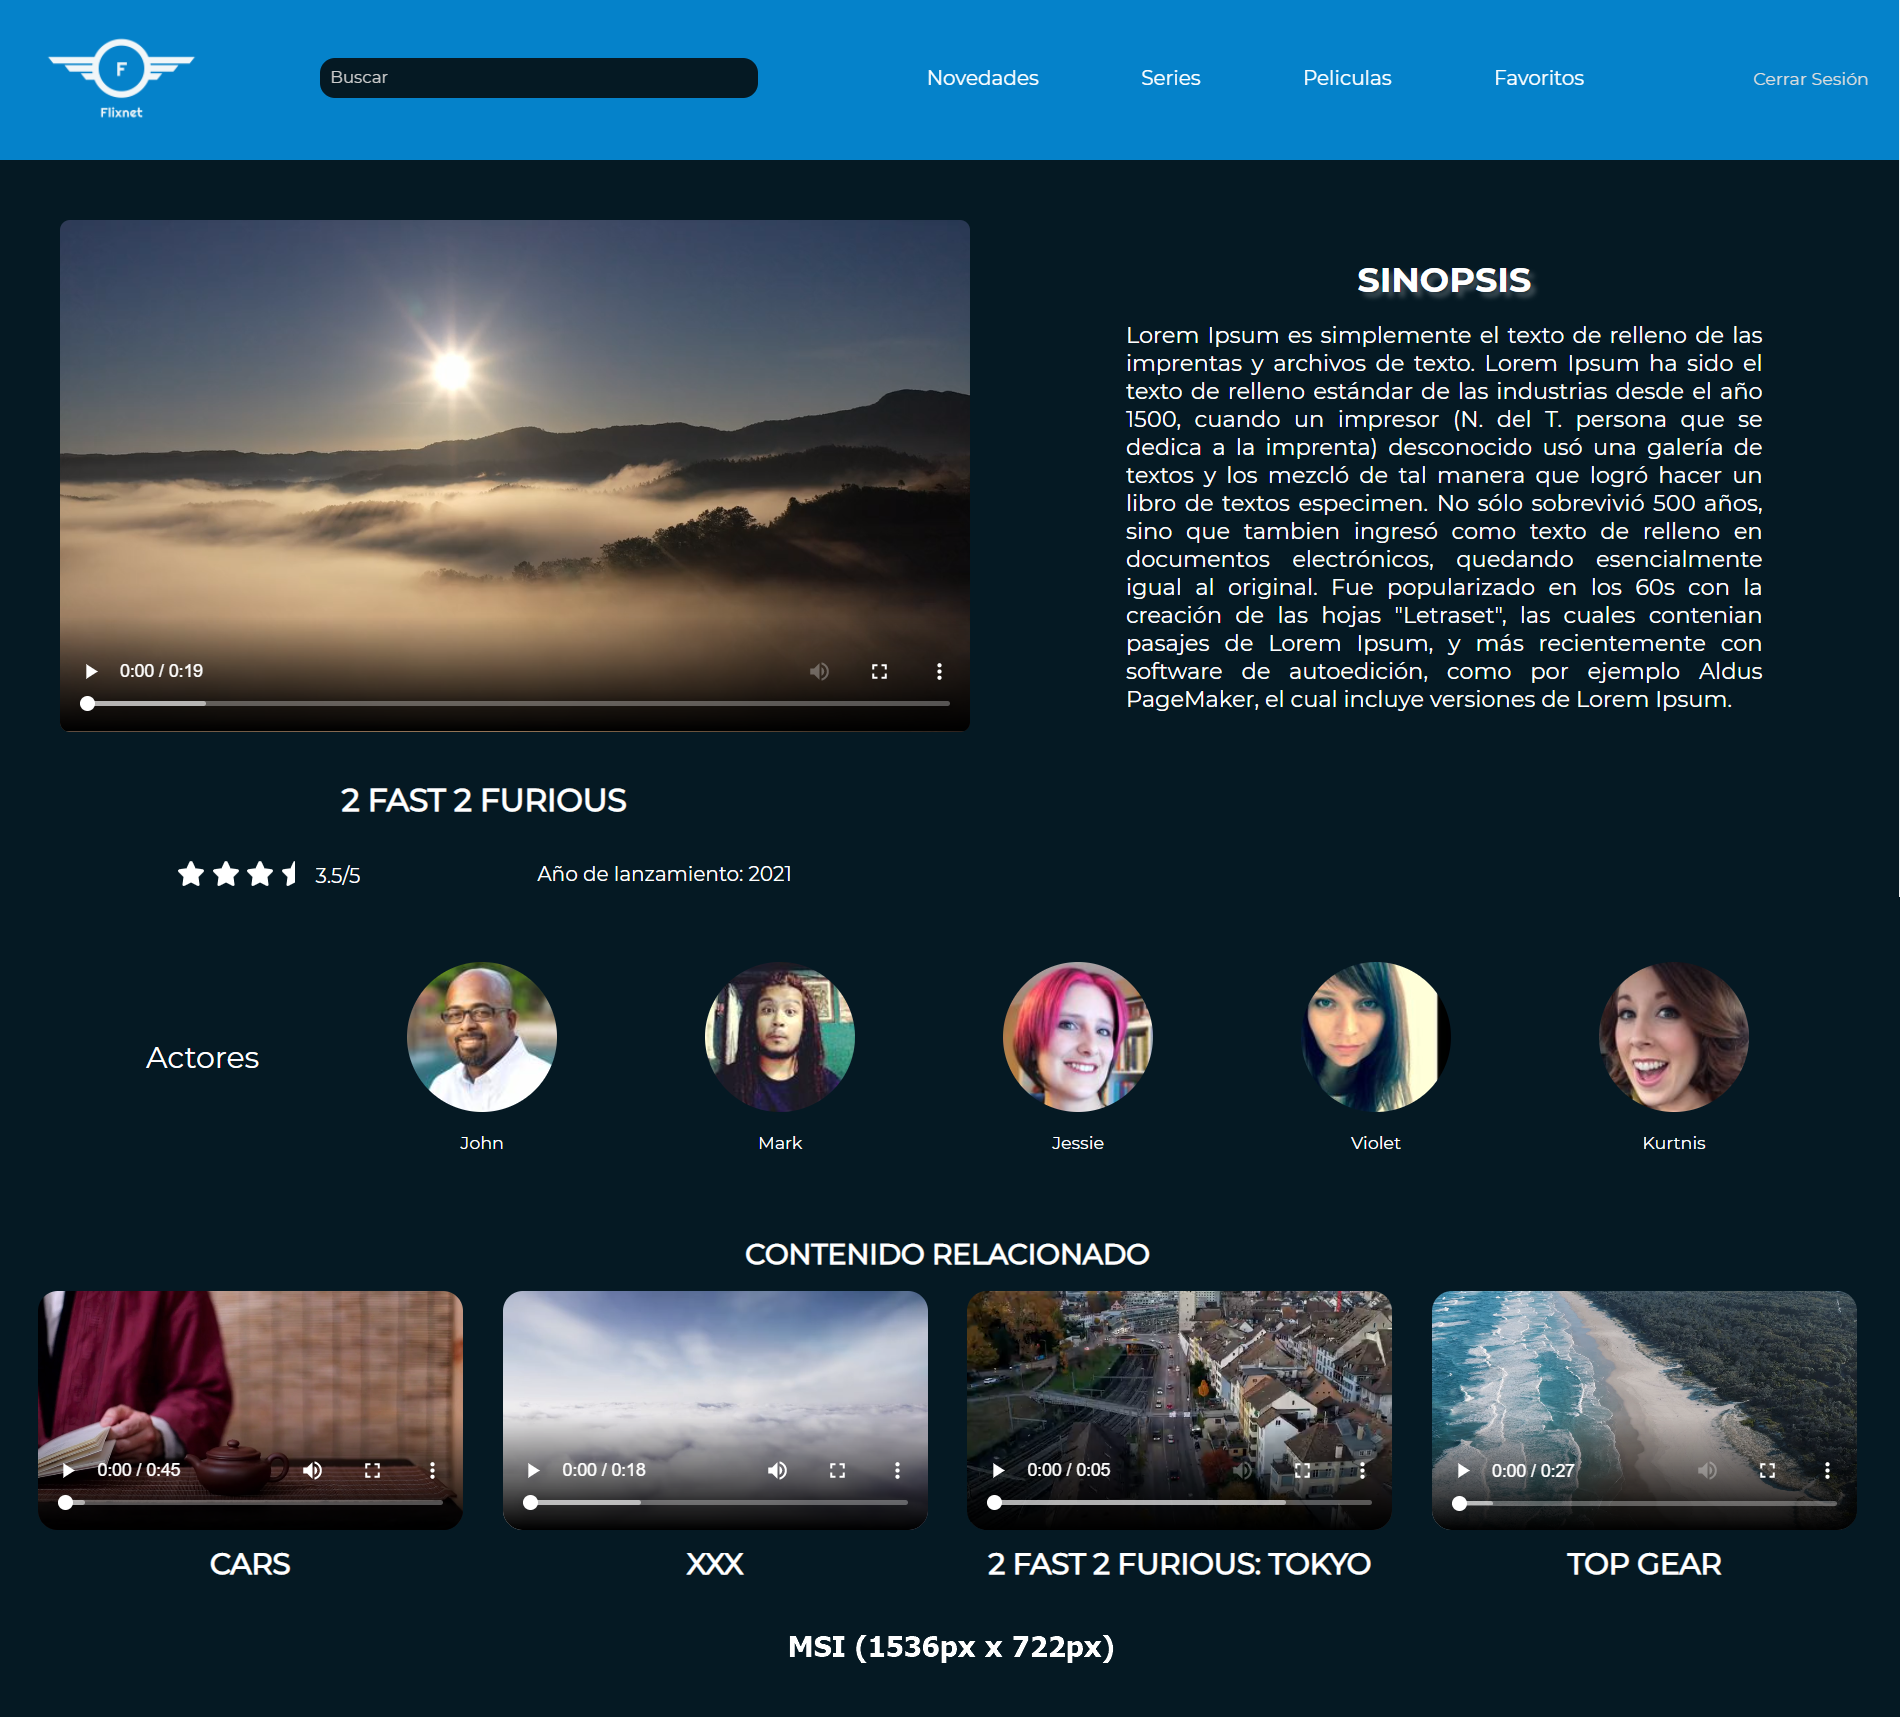 F
Flixnet
Buscar
Novedades
Series
Peliculas
Favoritos
Cerrar Sesión
SINOPSIS
Lorem Ipsum es simplemente el texto de relleno de las
imprentas y archivos de texto. Lorem Ipsum ha sido el
texto de relleno estándar de las industrias desde el año
1500, cuando un impresor (N. del T. persona que se
dedica a la imprenta) desconocido usó una galería de
textos y los mezcló de tal manera que logró hacer un
libro de textos especimen. No sólo sobrevivió 500 años,
sino que tambien ingresó como texto de relleno en
documentos electrónicos, quedando esencialmente
igual al original. Fue popularizado en los 60s con la
creación de las hojas "Letraset", las cuales contenian
pasajes de Lorem Ipsum, y más recientemente con
software de autoedición, como por ejemplo Aldus
PageMaker, el cual incluye versiones de Lorem Ipsum.
0:00 / 0:19
2 FAST 2 FURIOUS
3.5/5
Año de lanzamiento: 2021
Actores
John
Mark
Jessie
Violet
Kurtnis
CONTENIDO RELACIONADO
0:00 / 0:45
0:00 / 0:18
0:00 / 0:05
0:00 / 0:27
CARS
XXX
2 FAST 2 FURIOUS: TOKYO
TOP GEAR
MSI (1536px x 722px)